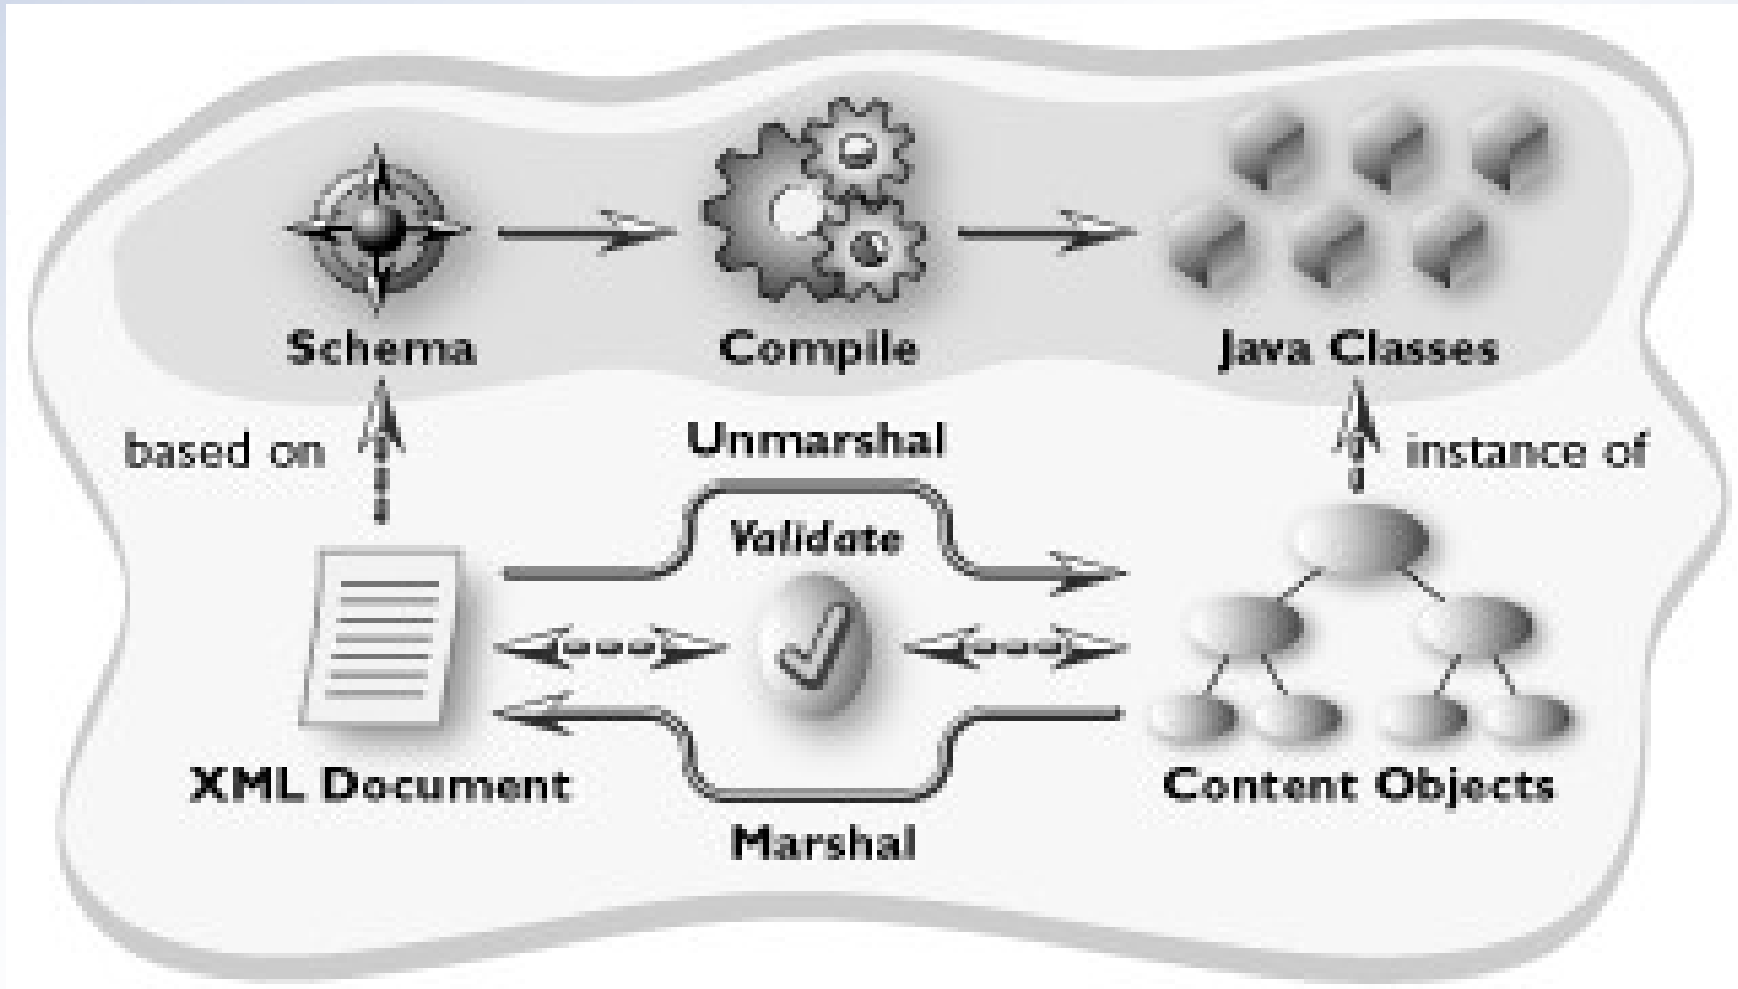 Schema
Compile
Java Classes
based on
Unmarshal
instance of
Validate
XML Document
Content Objects
Marshal